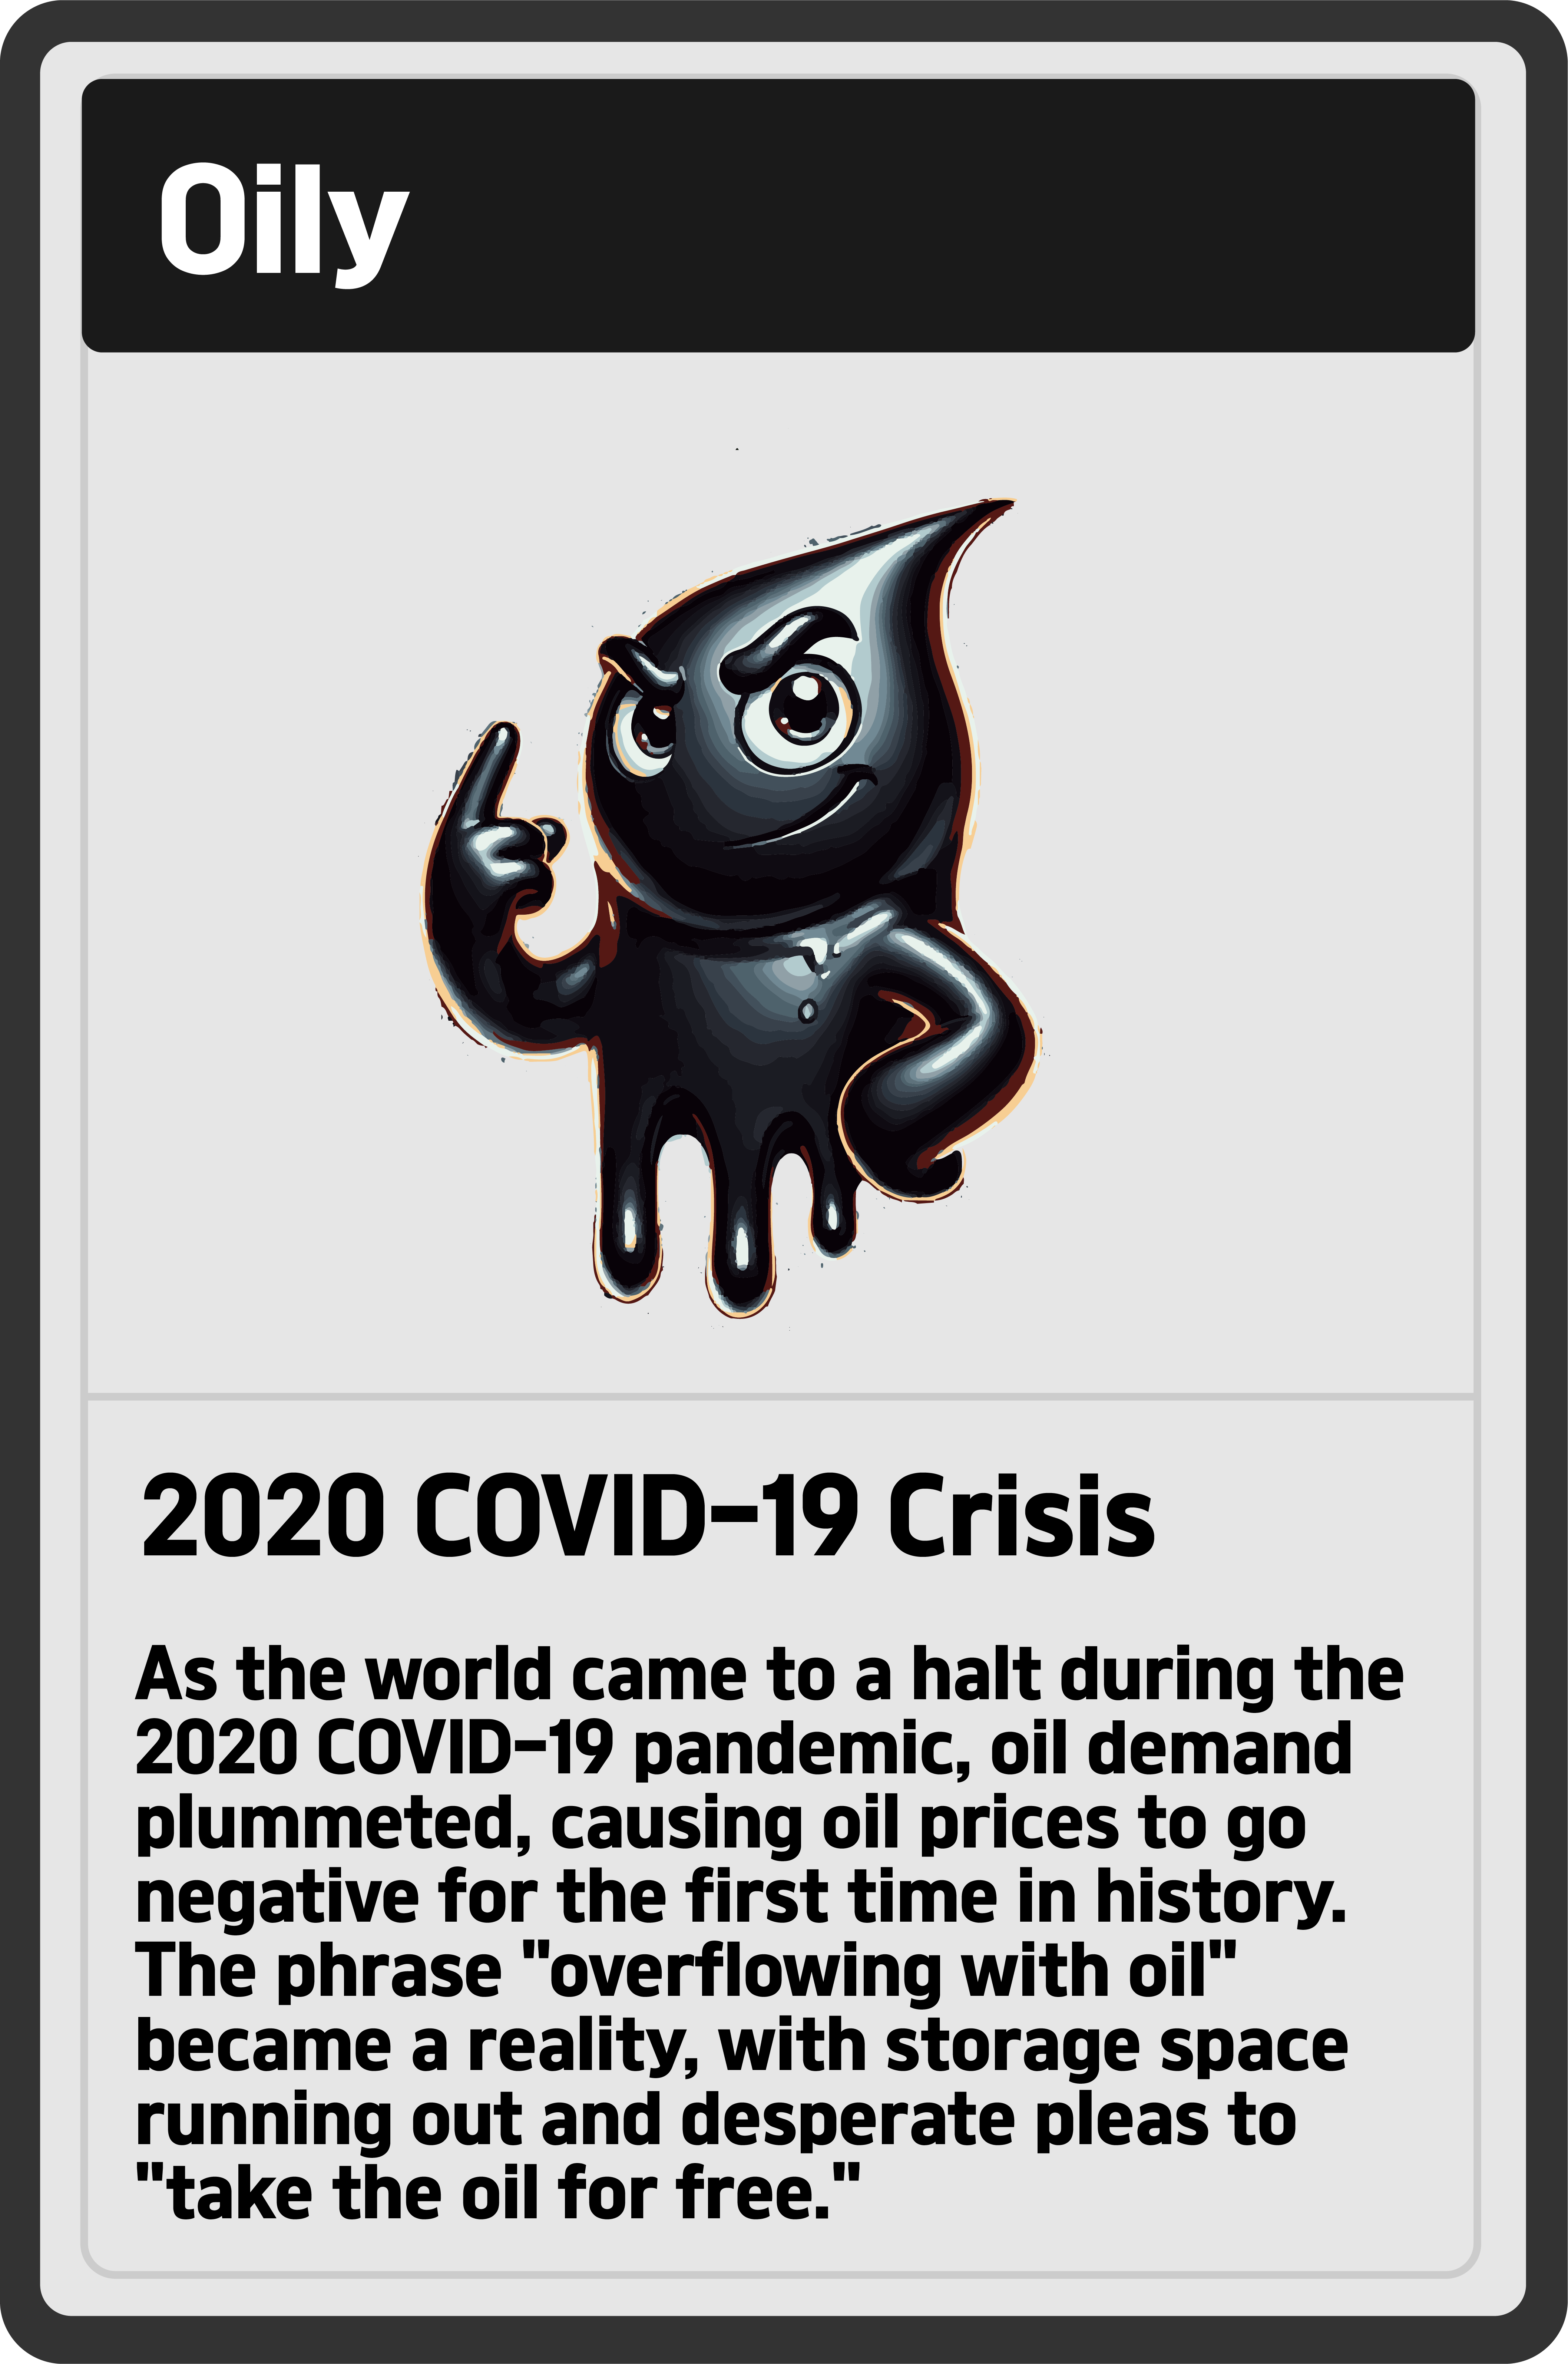 Oily
2020 COVID-19 Crisis
As the world came to a halt during the
2020 COVID-19 pandemic, oil demand
plummeted, causing oil prices to go
negative for the first time in history.
The phrase "overflowing with oil"
became a reality, with storage space
running out and desperate pleas to
"take the oil for free."